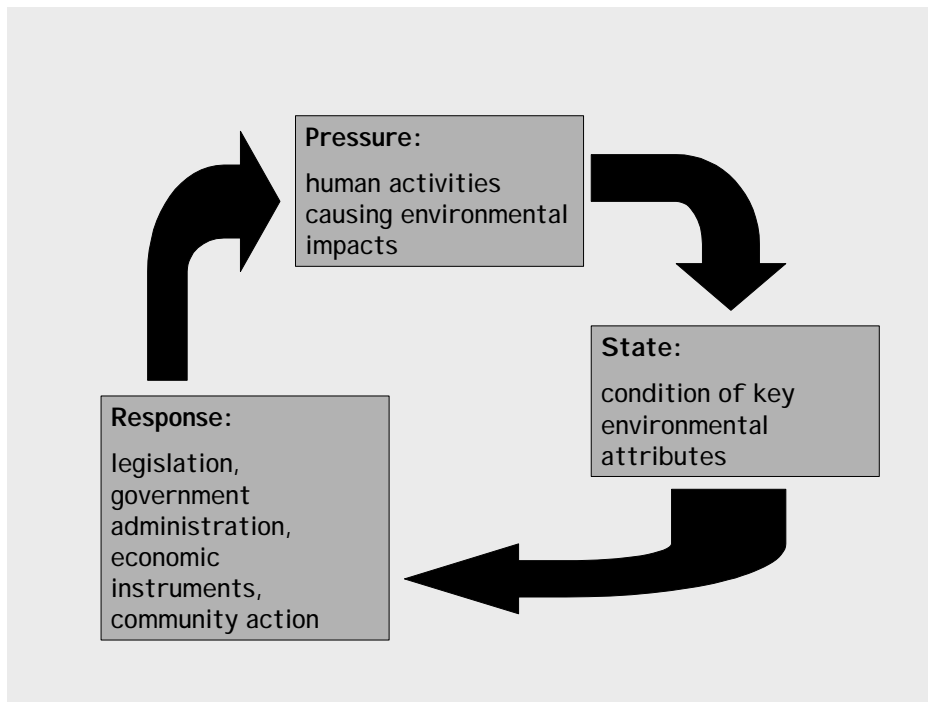 Pressure:
human activities
causing environmental
impacts
State:
condition of key
environmental
attributes
Response:
legislation,
government
administration,
economic
instruments,
community action